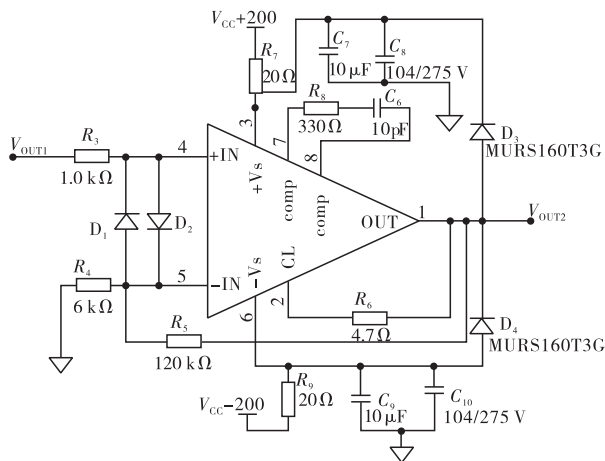 V_CC+200
R_7
20 Ω
C_7
10 μF
C_8
104/275 V
R_8
330 Ω
C_6
10 pF
D_3
MURS160T3G
V_OUT1
R_3
1.0 kΩ
4
+IN
3
+Vs
7
comp
8
comp
D_1
D_2
OUT
1
V_OUT2
R_4
6 kΩ
5
−IN
−Vs
6
CL
2
R_6
4.7 Ω
R_5
120 kΩ
D_4
MURS160T3G
V_CC−200
R_9
20 Ω
C_9
10 μF
C_10
104/275 V